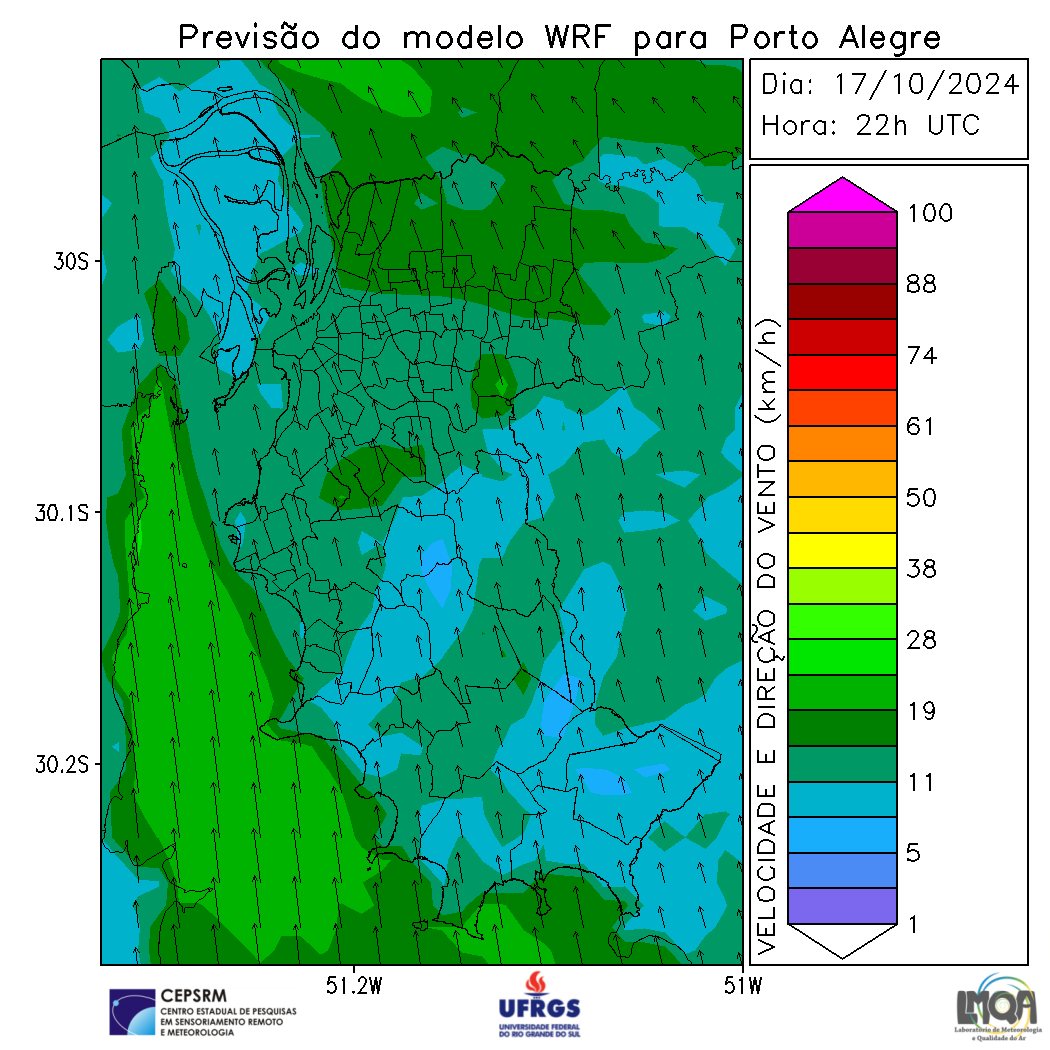 Previsão do modelo WRF para Porto Alegre
Dia: 17/10/2024
Hora: 22h UTC
30S
30.1S
30.2S
51.2W
51W
VELOCIDADE E DIREÇÃO DO VENTO (km/h)
100
88
74
61
50
38
28
19
11
5
1
CEPSRM
CENTRO ESTADUAL DE PESQUISAS
EM SENSORIAMENTO REMOTO
E METEOROLOGIA
UFRGS
UNIVERSIDADE FEDERAL
DO RIO GRANDE DO SUL
LMQA
Laboratório de Meteorologia
e Qualidade do Ar